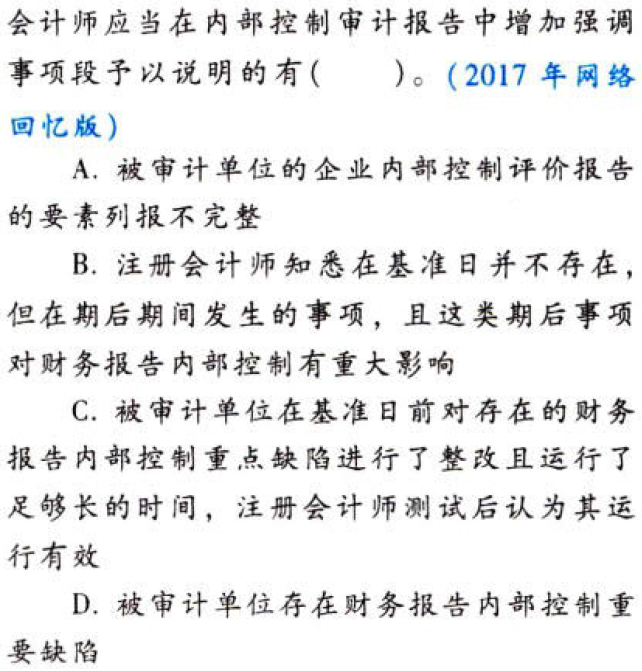 会计师应当在内部控制审计报告中增加强调
事项段予以说明的有(　　)。(2017 年网络
回忆版)
A. 被审计单位的企业内部控制评价报告
的要素列报不完整
B. 注册会计师知悉在基准日并不存在,
但在期后期间发生的事项，且这类期后事项
对财务报告内部控制有重大影响
C. 被审计单位在基准日前对存在的财务
报告内部控制重点缺陷进行了整改且运行了
足够长的时间，注册会计师测试后认为其运
行有效
D. 被审计单位存在财务报告内部控制重
要缺陷